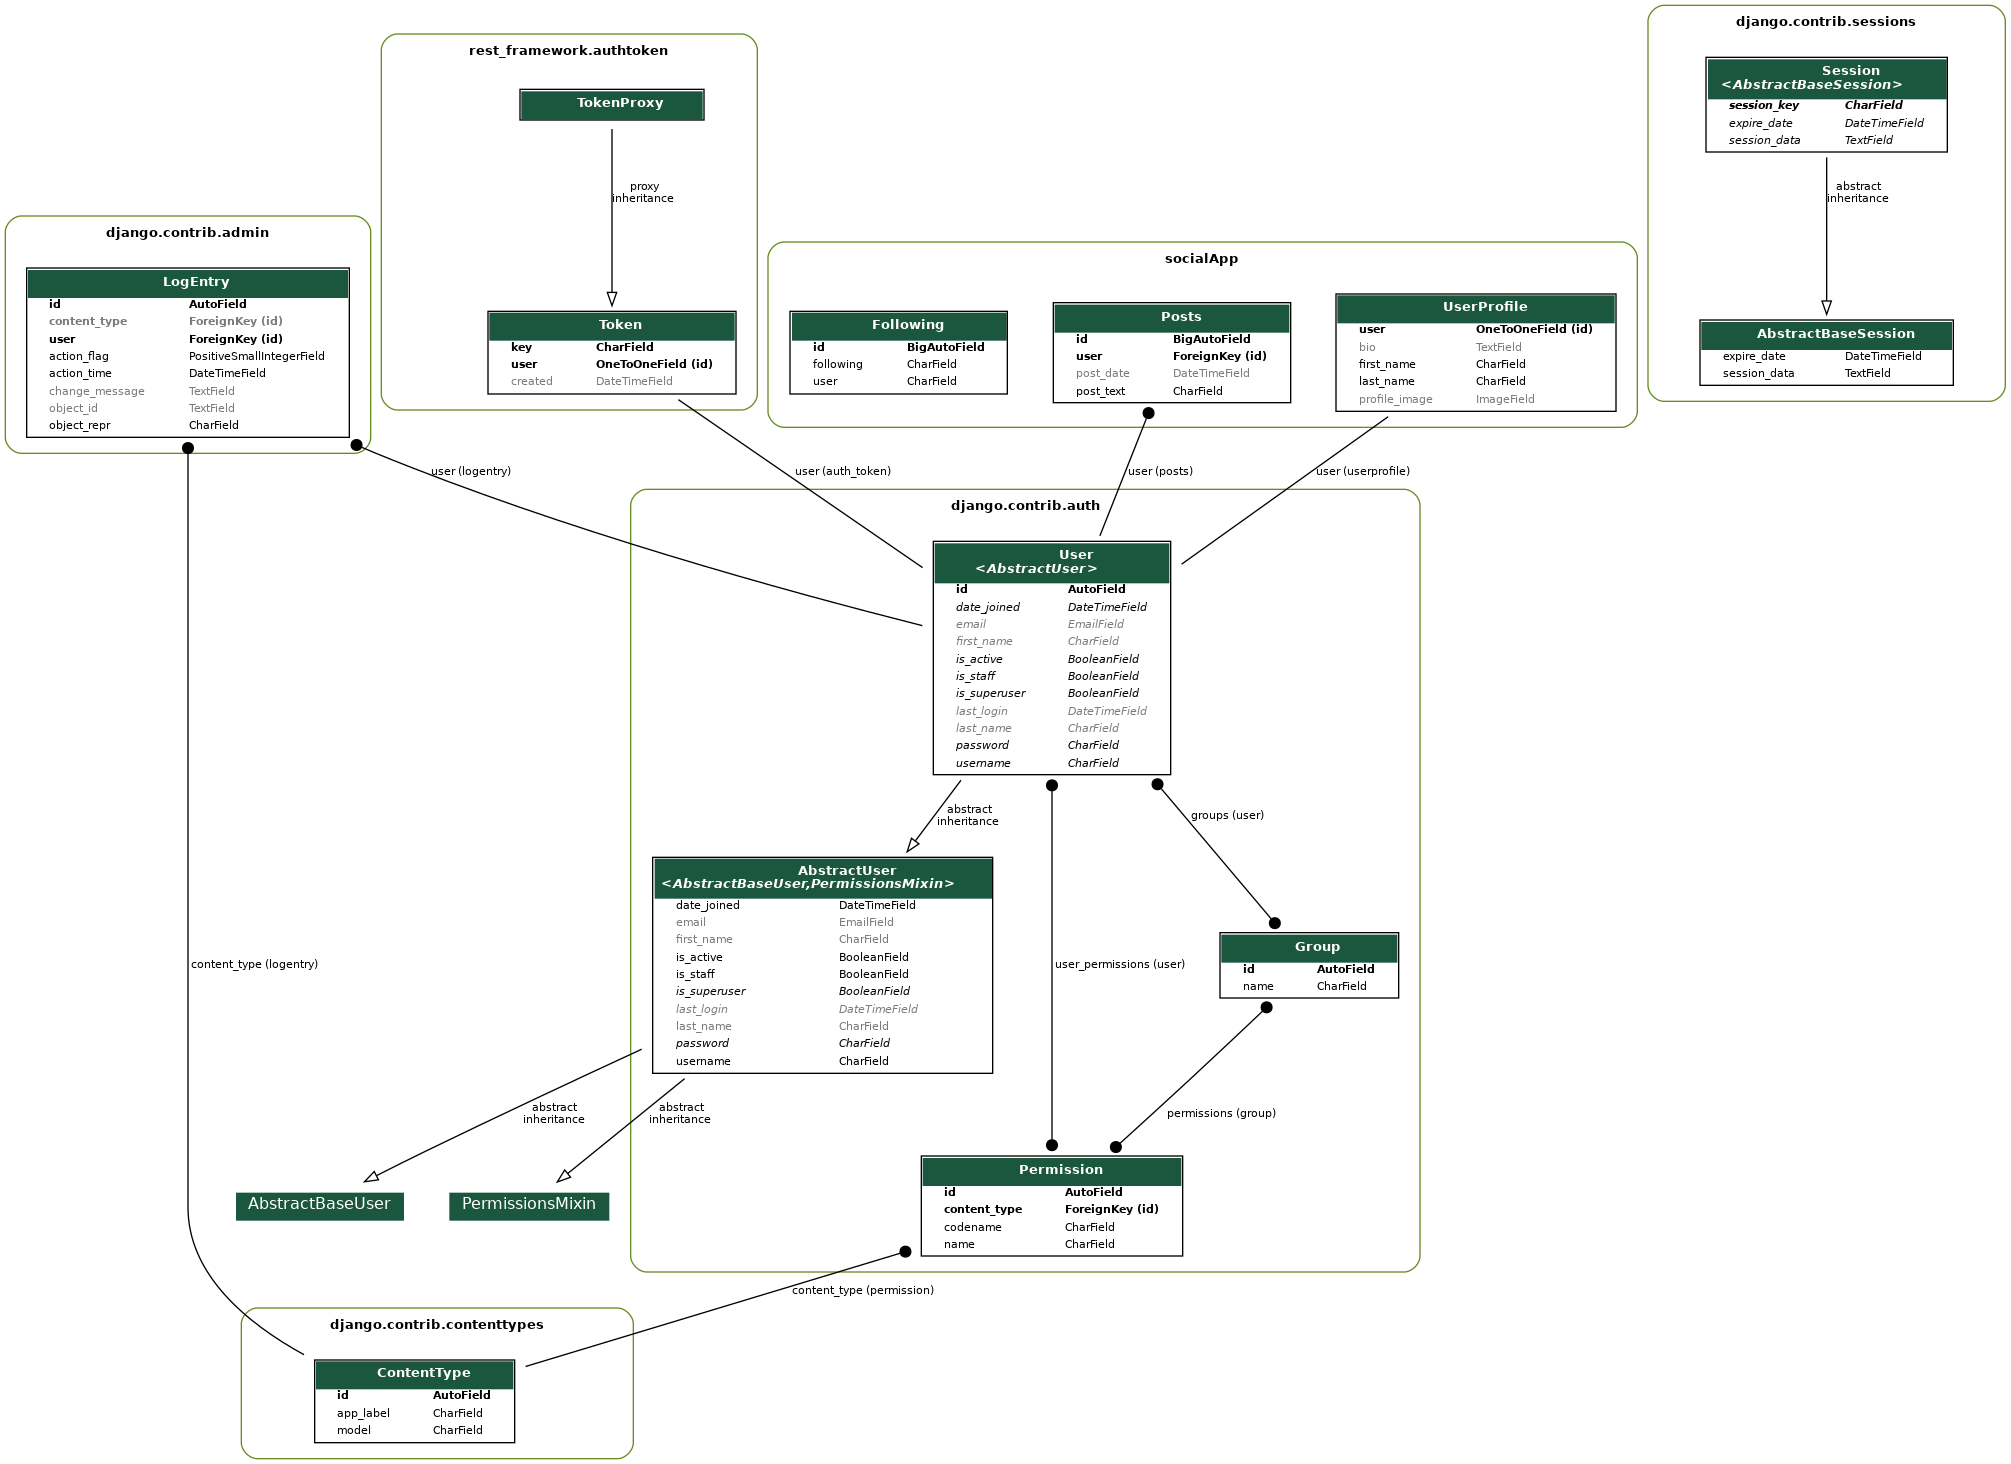 django.contrib.sessions
Session
<AbstractBaseSession>
session_key CharField
expire_date DateTimeField
session_data TextField
abstract
inheritance
AbstractBaseSession
expire_date DateTimeField
session_data TextField
rest_framework.authtoken
TokenProxy
proxy
inheritance
Token
key CharField
user OneToOneField (id)
created DateTimeField
django.contrib.admin
LogEntry
id AutoField
content_type ForeignKey (id)
user ForeignKey (id)
action_flag PositiveSmallIntegerField
action_time DateTimeField
change_message TextField
object_id TextField
object_repr CharField
socialApp
Following
id BigAutoField
following CharField
user CharField
Posts
id BigAutoField
user ForeignKey (id)
post_date DateTimeField
post_text CharField
UserProfile
user OneToOneField (id)
bio TextField
first_name CharField
last_name CharField
profile_image ImageField
user (logentry)
user (auth_token)
user (posts)
user (userprofile)
django.contrib.auth
User
<AbstractUser>
id AutoField
date_joined DateTimeField
email EmailField
first_name CharField
is_active BooleanField
is_staff BooleanField
is_superuser BooleanField
last_login DateTimeField
last_name CharField
password CharField
username CharField
abstract
inheritance
groups (user)
AbstractUser
<AbstractBaseUser,PermissionsMixin>
date_joined DateTimeField
email EmailField
first_name CharField
is_active BooleanField
is_staff BooleanField
is_superuser BooleanField
last_login DateTimeField
last_name CharField
password CharField
username CharField
content_type (logentry)
user_permissions (user)
Group
id AutoField
name CharField
abstract
inheritance
abstract
inheritance
permissions (group)
AbstractBaseUser
PermissionsMixin
Permission
id AutoField
content_type ForeignKey (id)
codename CharField
name CharField
content_type (permission)
django.contrib.contenttypes
ContentType
id AutoField
app_label CharField
model CharField